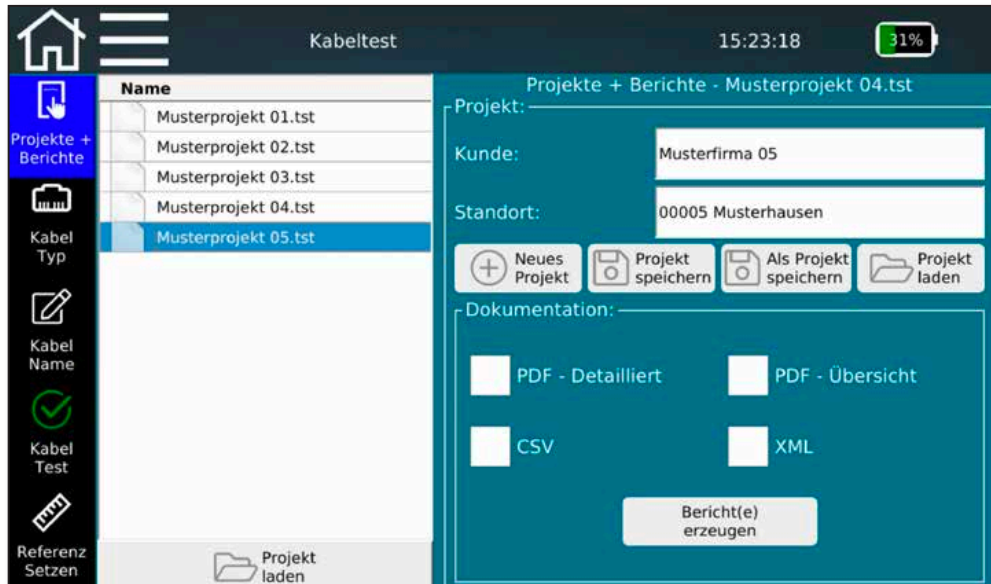 Kabeltest
15:23:18
31%
Projekte +
Berichte
Kabel
Typ
Kabel
Name
Kabel
Test
Referenz
Setzen
Name
Musterprojekt 01.tst
Musterprojekt 02.tst
Musterprojekt 03.tst
Musterprojekt 04.tst
Musterprojekt 05.tst
Projekt
laden
Projekte + Berichte - Musterprojekt 04.tst
Projekt:
Kunde:
Musterfirma 05
Standort:
00005 Musterhausen
Neues
Projekt
Projekt
speichern
Als Projekt
speichern
Projekt
laden
Dokumentation:
PDF - Detailliert
PDF - Übersicht
CSV
XML
Bericht(e)
erzeugen